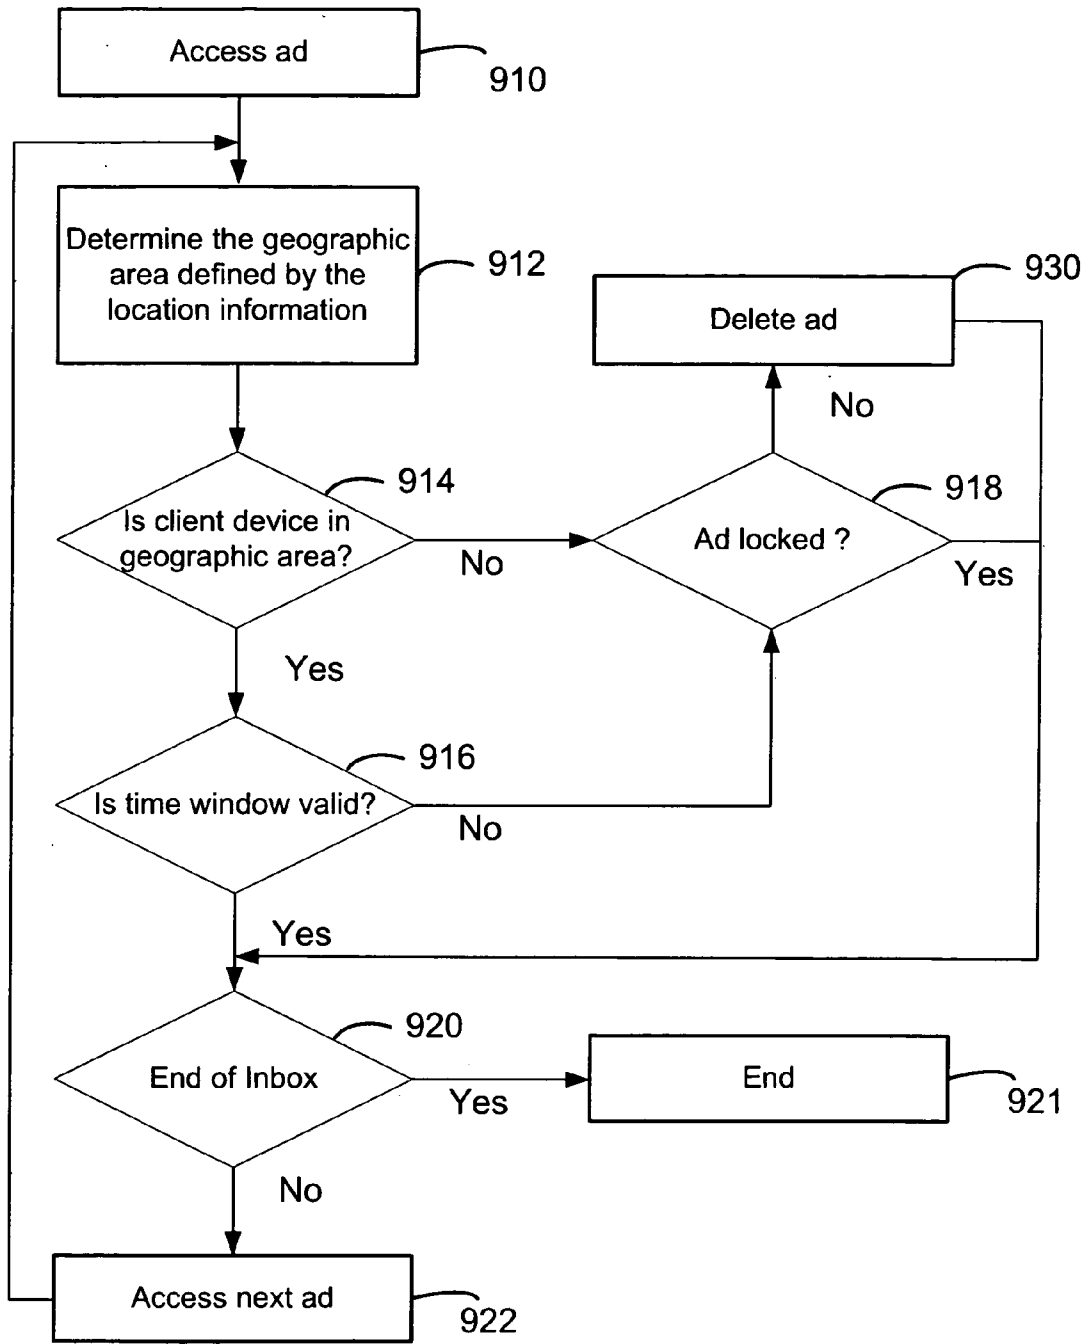 Access ad
910
Determine the geographic
area defined by the
location information
912
930
Delete ad
No
914
Is client device in
geographic area?
No
918
Ad locked ?
Yes
Yes
916
Is time window valid?
No
Yes
920
End of Inbox
Yes
End
921
No
Access next ad
922